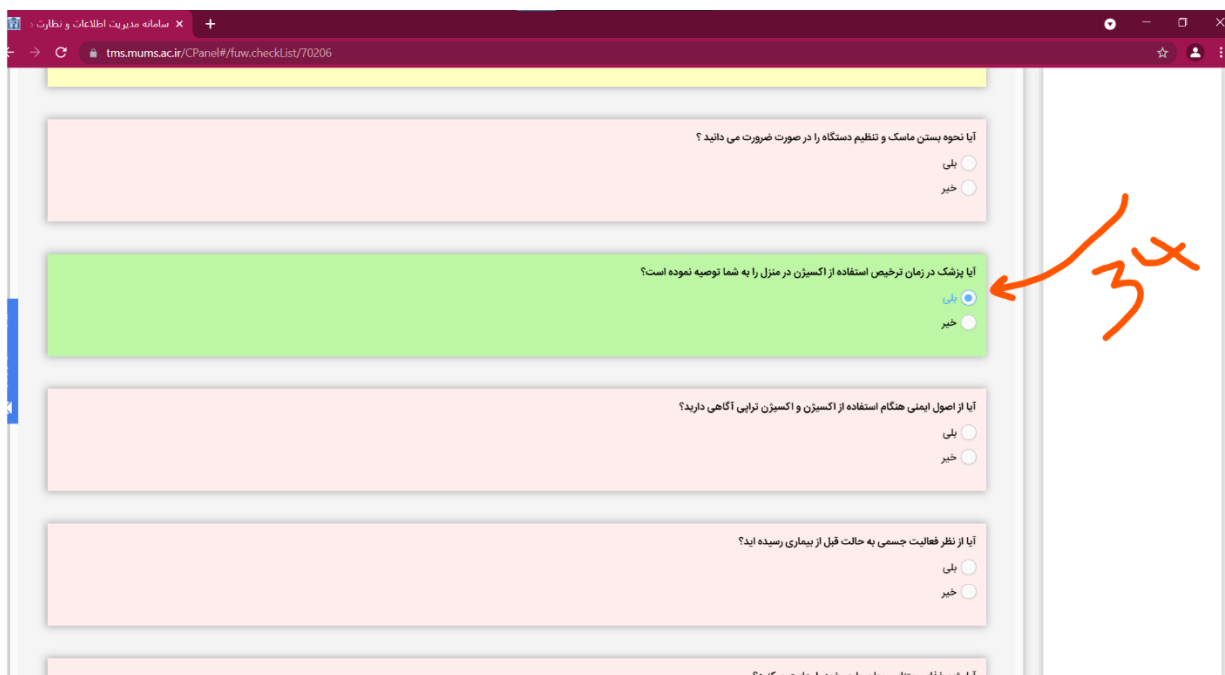 سامانه مدیریت اطلاعات و نظارت د
tms.mums.ac.ir/CPanel#/fuw.checkList/70206
آیا نحوه بستن ماسک و تنظیم دستگاه را در صورت ضرورت می دانید ؟
بلی
خیر
آیا پزشک در زمان ترخیص استفاده از اکسیژن در منزل را به شما توصیه نموده است؟
بلی
خیر
آیا از اصول ایمنی هنگام استفاده از اکسیژن و اکسیژن تراپی آگاهی دارید؟
بلی
خیر
آیا از نظر فعالیت جسمی به حالت قبل از بیماری رسیده اید؟
بلی
خیر